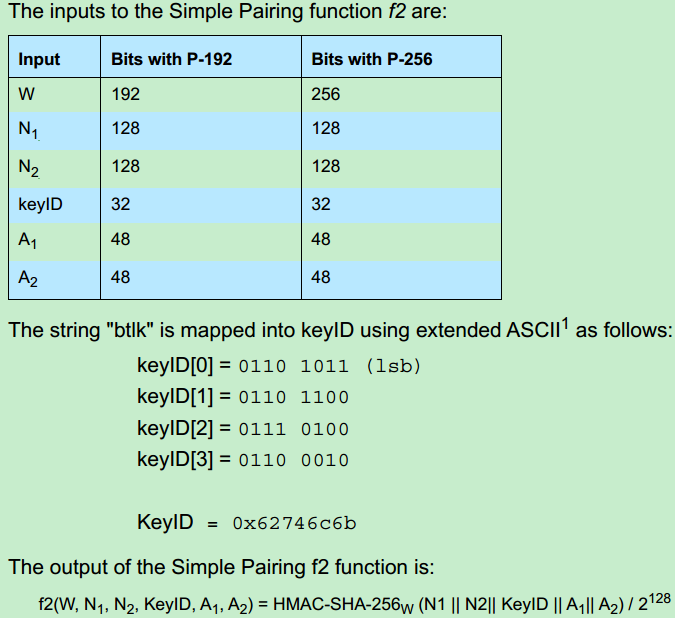 The inputs to the Simple Pairing function f2 are:
Input Bits with P-192 Bits with P-256
W 192 256
N1 128 128
N2 128 128
keyID 32 32
A1 48 48
A2 48 48
The string "btlk" is mapped into keyID using extended ASCII1 as follows:
keyID[0] = 0110 1011 (lsb)
keyID[1] = 0110 1100
keyID[2] = 0111 0100
keyID[3] = 0110 0010
KeyID = 0x62746c6b
The output of the Simple Pairing f2 function is:
f2(W, N1, N2, KeyID, A1, A2) = HMAC-SHA-256W (N1 || N2|| KeyID || A1|| A2) / 2^128